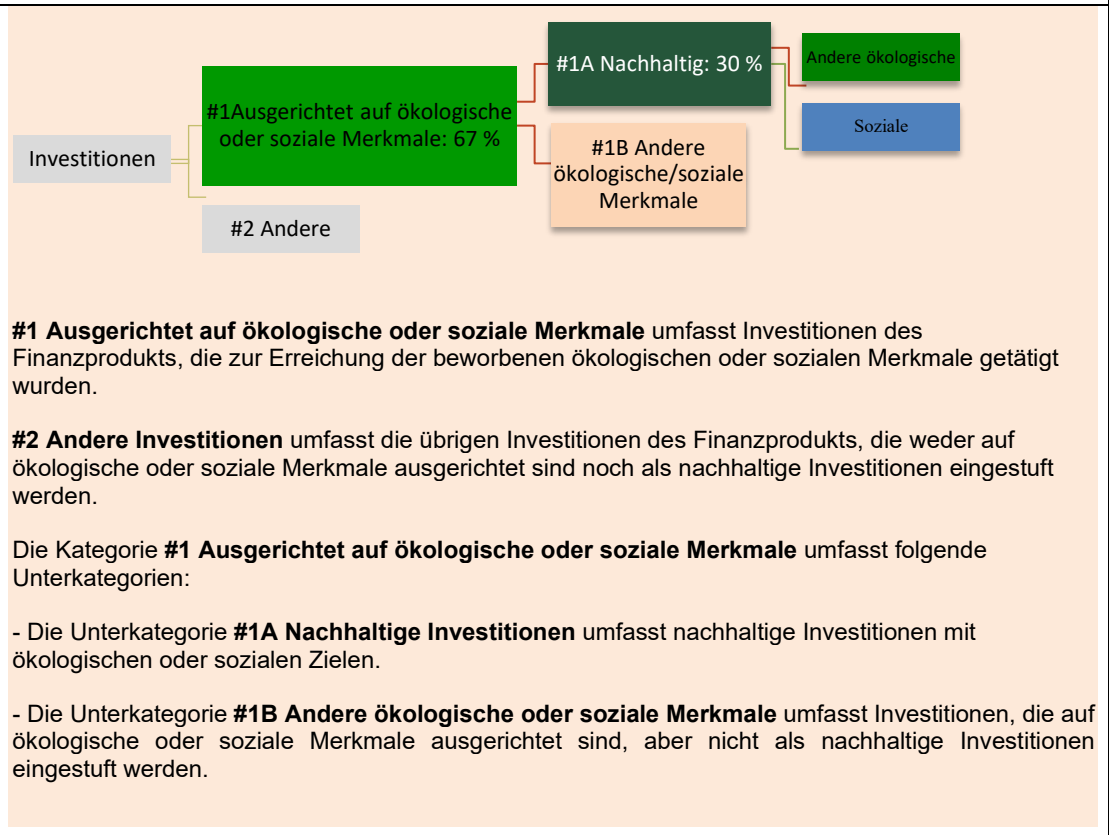 #1A Nachhaltig: 30 %
Andere ökologische
#1Ausgerichtet auf ökologische
oder soziale Merkmale: 67 %
Soziale
Investitionen
#1B Andere
ökologische/soziale
Merkmale
#2 Andere
#1 Ausgerichtet auf ökologische oder soziale Merkmale umfasst Investitionen des
Finanzprodukts, die zur Erreichung der beworbenen ökologischen oder sozialen Merkmale getätigt
wurden.
#2 Andere Investitionen umfasst die übrigen Investitionen des Finanzprodukts, die weder auf
ökologische oder soziale Merkmale ausgerichtet sind noch als nachhaltige Investitionen eingestuft
werden.
Die Kategorie #1 Ausgerichtet auf ökologische oder soziale Merkmale umfasst folgende
Unterkategorien:
- Die Unterkategorie #1A Nachhaltige Investitionen umfasst nachhaltige Investitionen mit
ökologischen oder sozialen Zielen.
- Die Unterkategorie #1B Andere ökologische oder soziale Merkmale umfasst Investitionen, die auf
ökologische oder soziale Merkmale ausgerichtet sind, aber nicht als nachhaltige Investitionen
eingestuft werden.